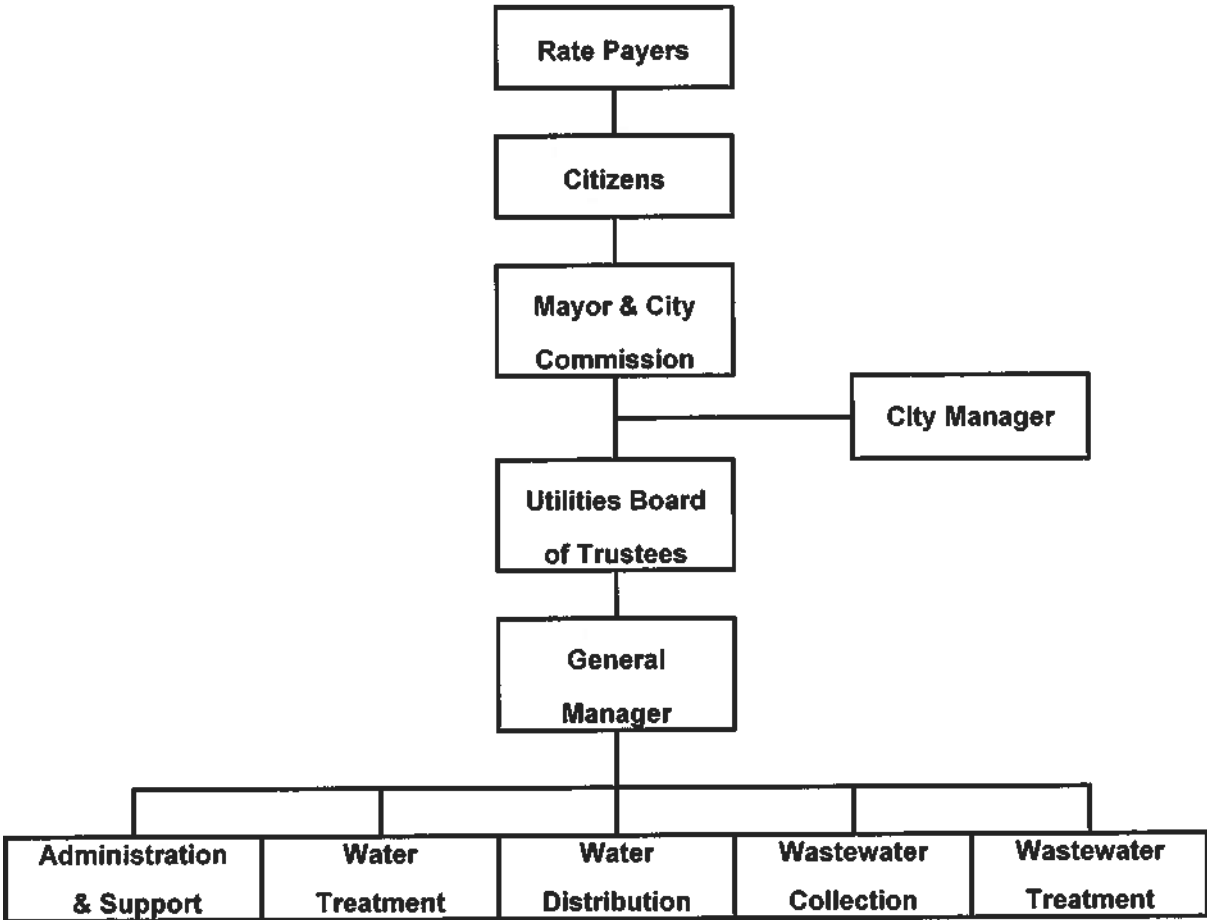 Rate Payers
Citizens
Mayor & City
Commission
City Manager
Utilities Board
of Trustees
General
Manager
Administration
& Support
Water
Treatment
Water
Distribution
Wastewater
Collection
Wastewater
Treatment